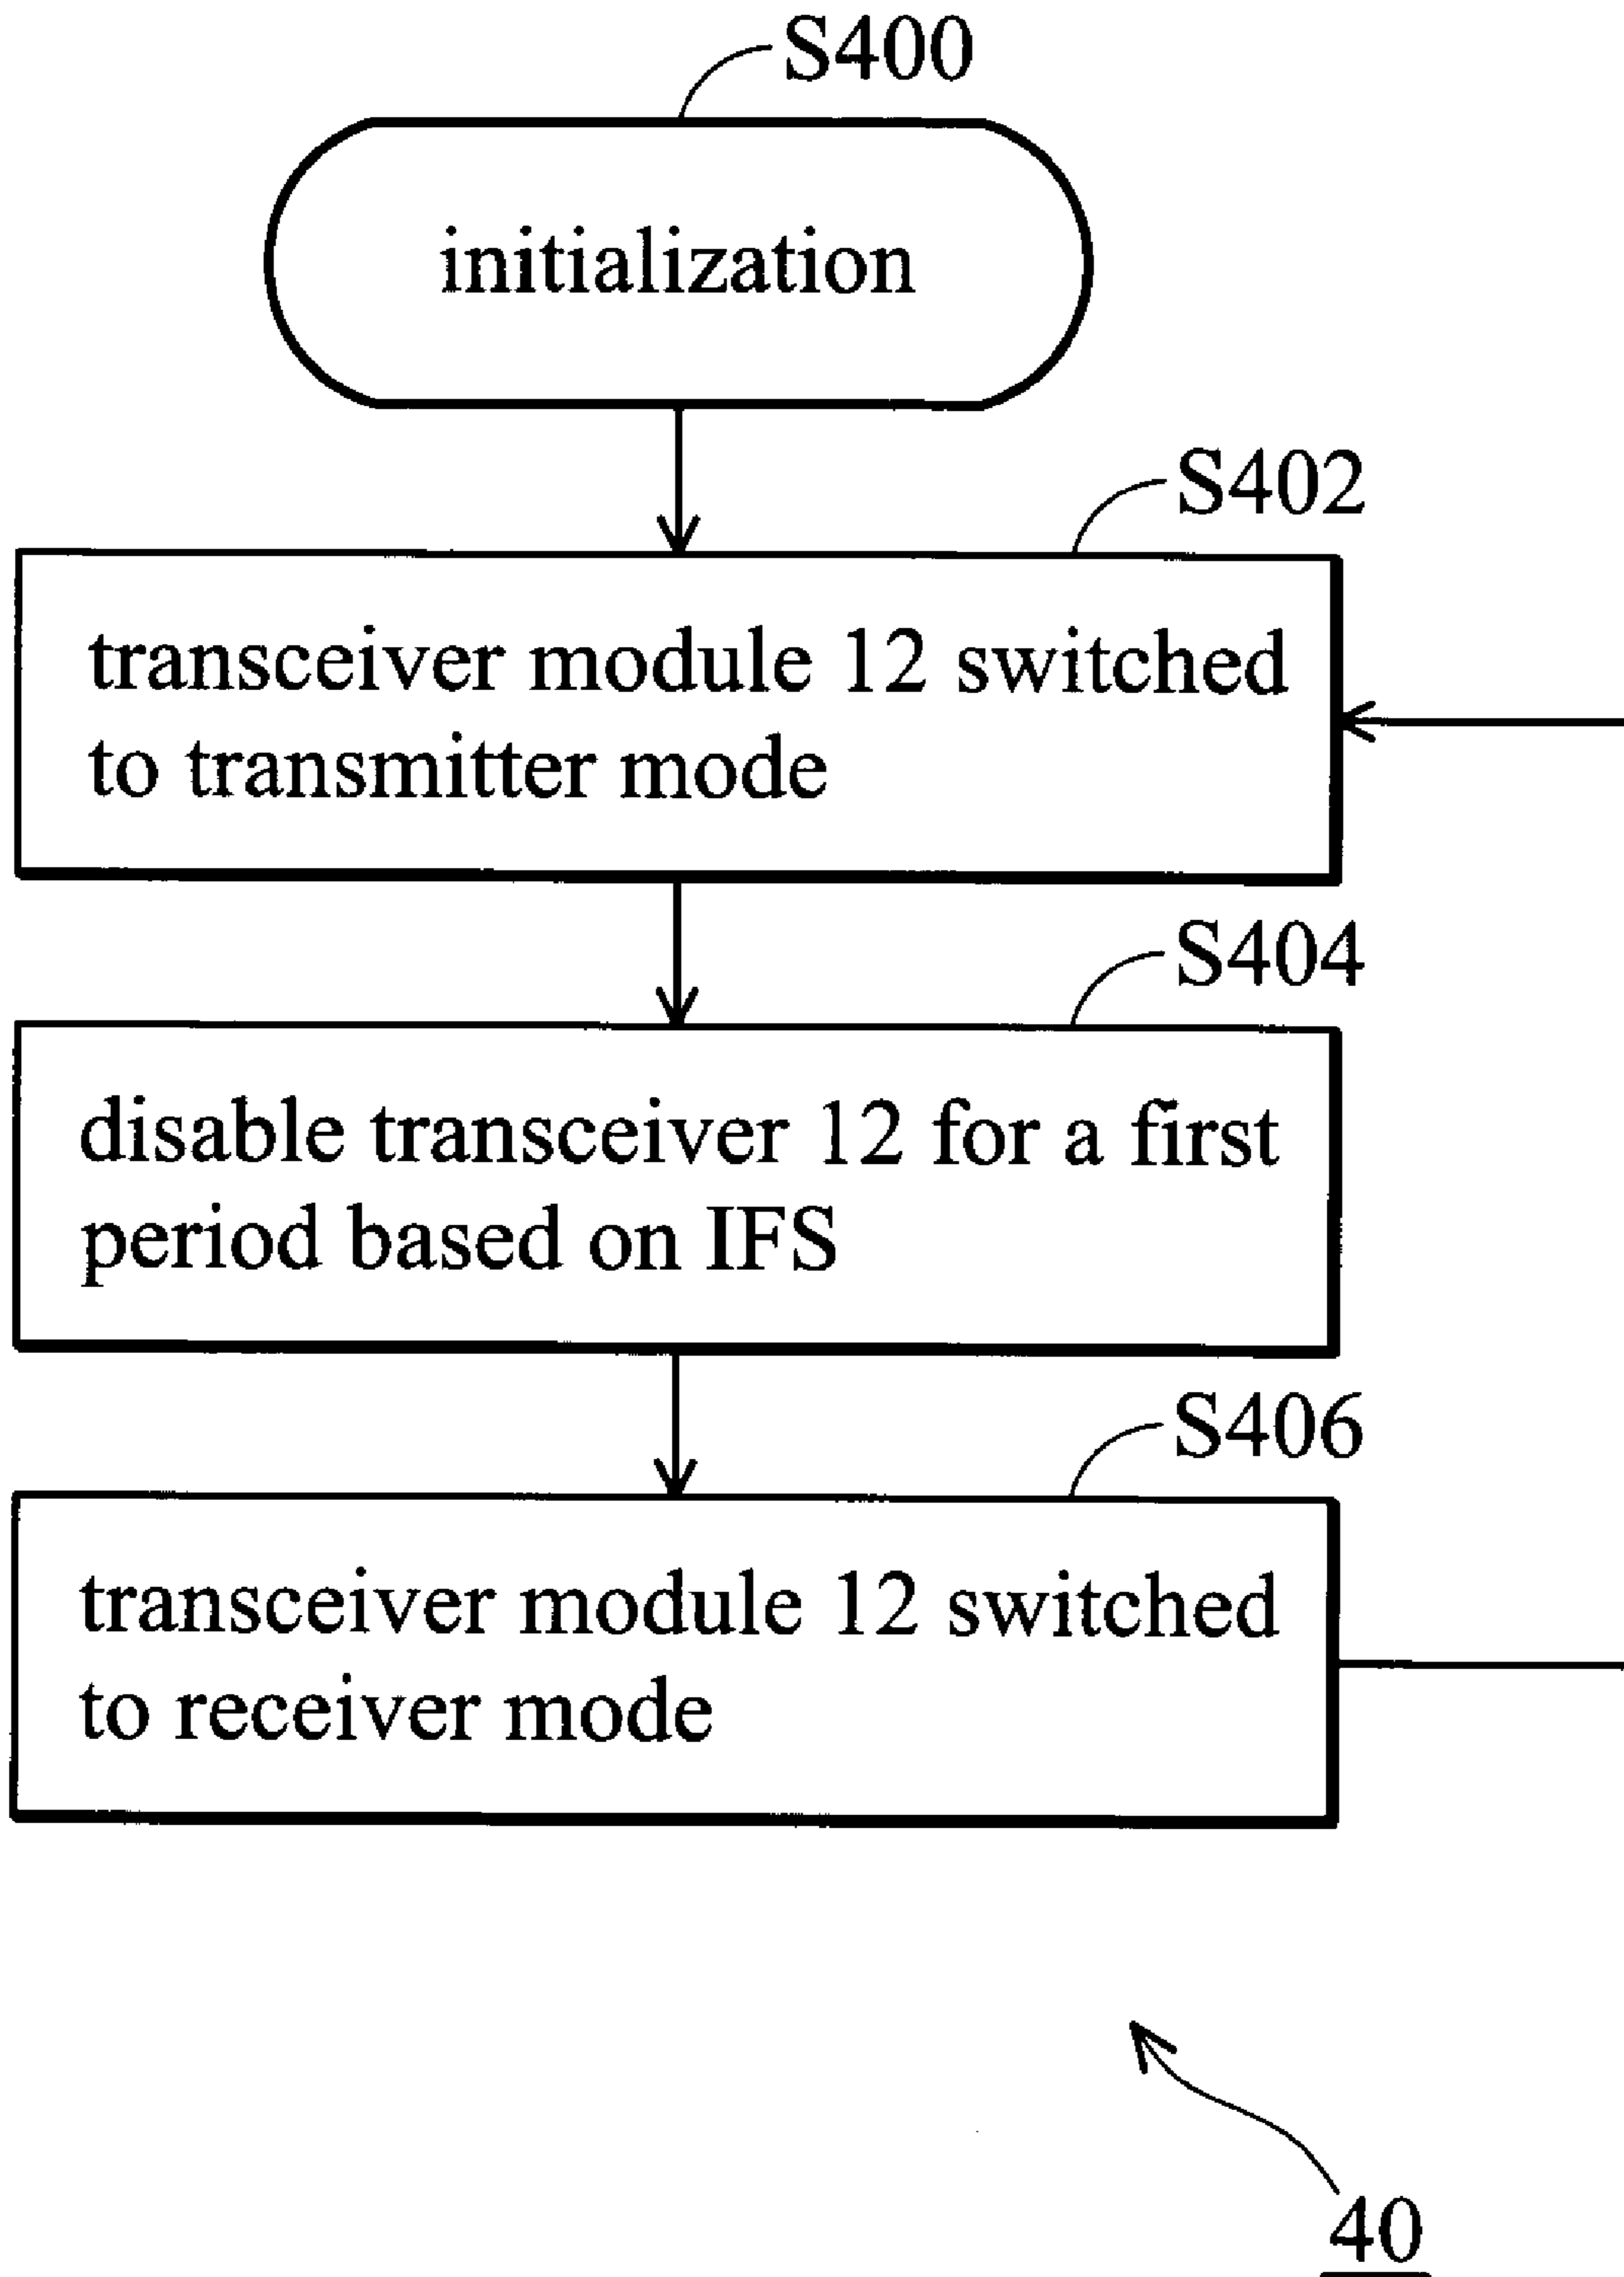 S400
initialization
S402
transceiver module 12 switched
to transmitter mode
S404
disable transceiver 12 for a first
period based on IFS
S406
transceiver module 12 switched
to receiver mode
40